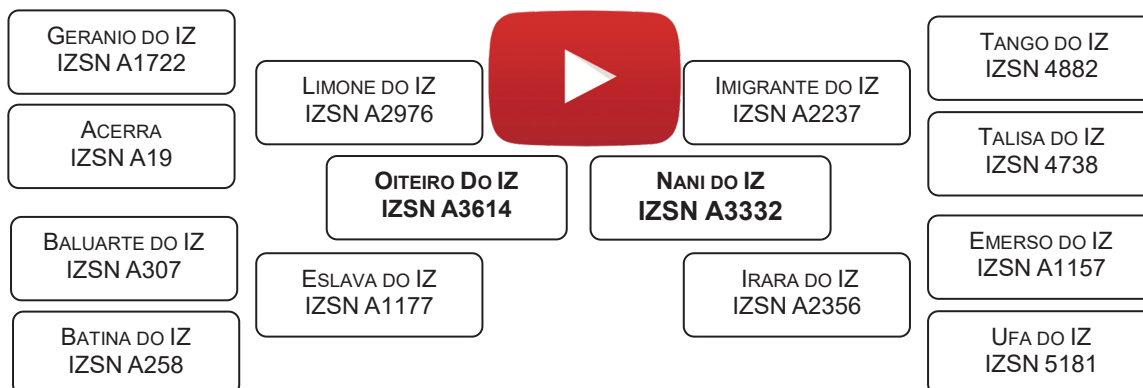 GERANIO DO IZ
IZSN A1722
ACERRA
IZSN A19
BALUARTE DO IZ
IZSN A307
BATINA DO IZ
IZSN A258
LIMONE DO IZ
IZSN A2976
ESLAVA DO IZ
IZSN A1177
OITEIRO DO IZ
IZSN A3614
NANI DO IZ
IZSN A3332
IMIGRANTE DO IZ
IZSN A2237
IRARA DO IZ
IZSN A2356
TANGO DO IZ
IZSN 4882
TALISA DO IZ
IZSN 4738
EMERSO DO IZ
IZSN A1157
UFA DO IZ
IZSN 5181